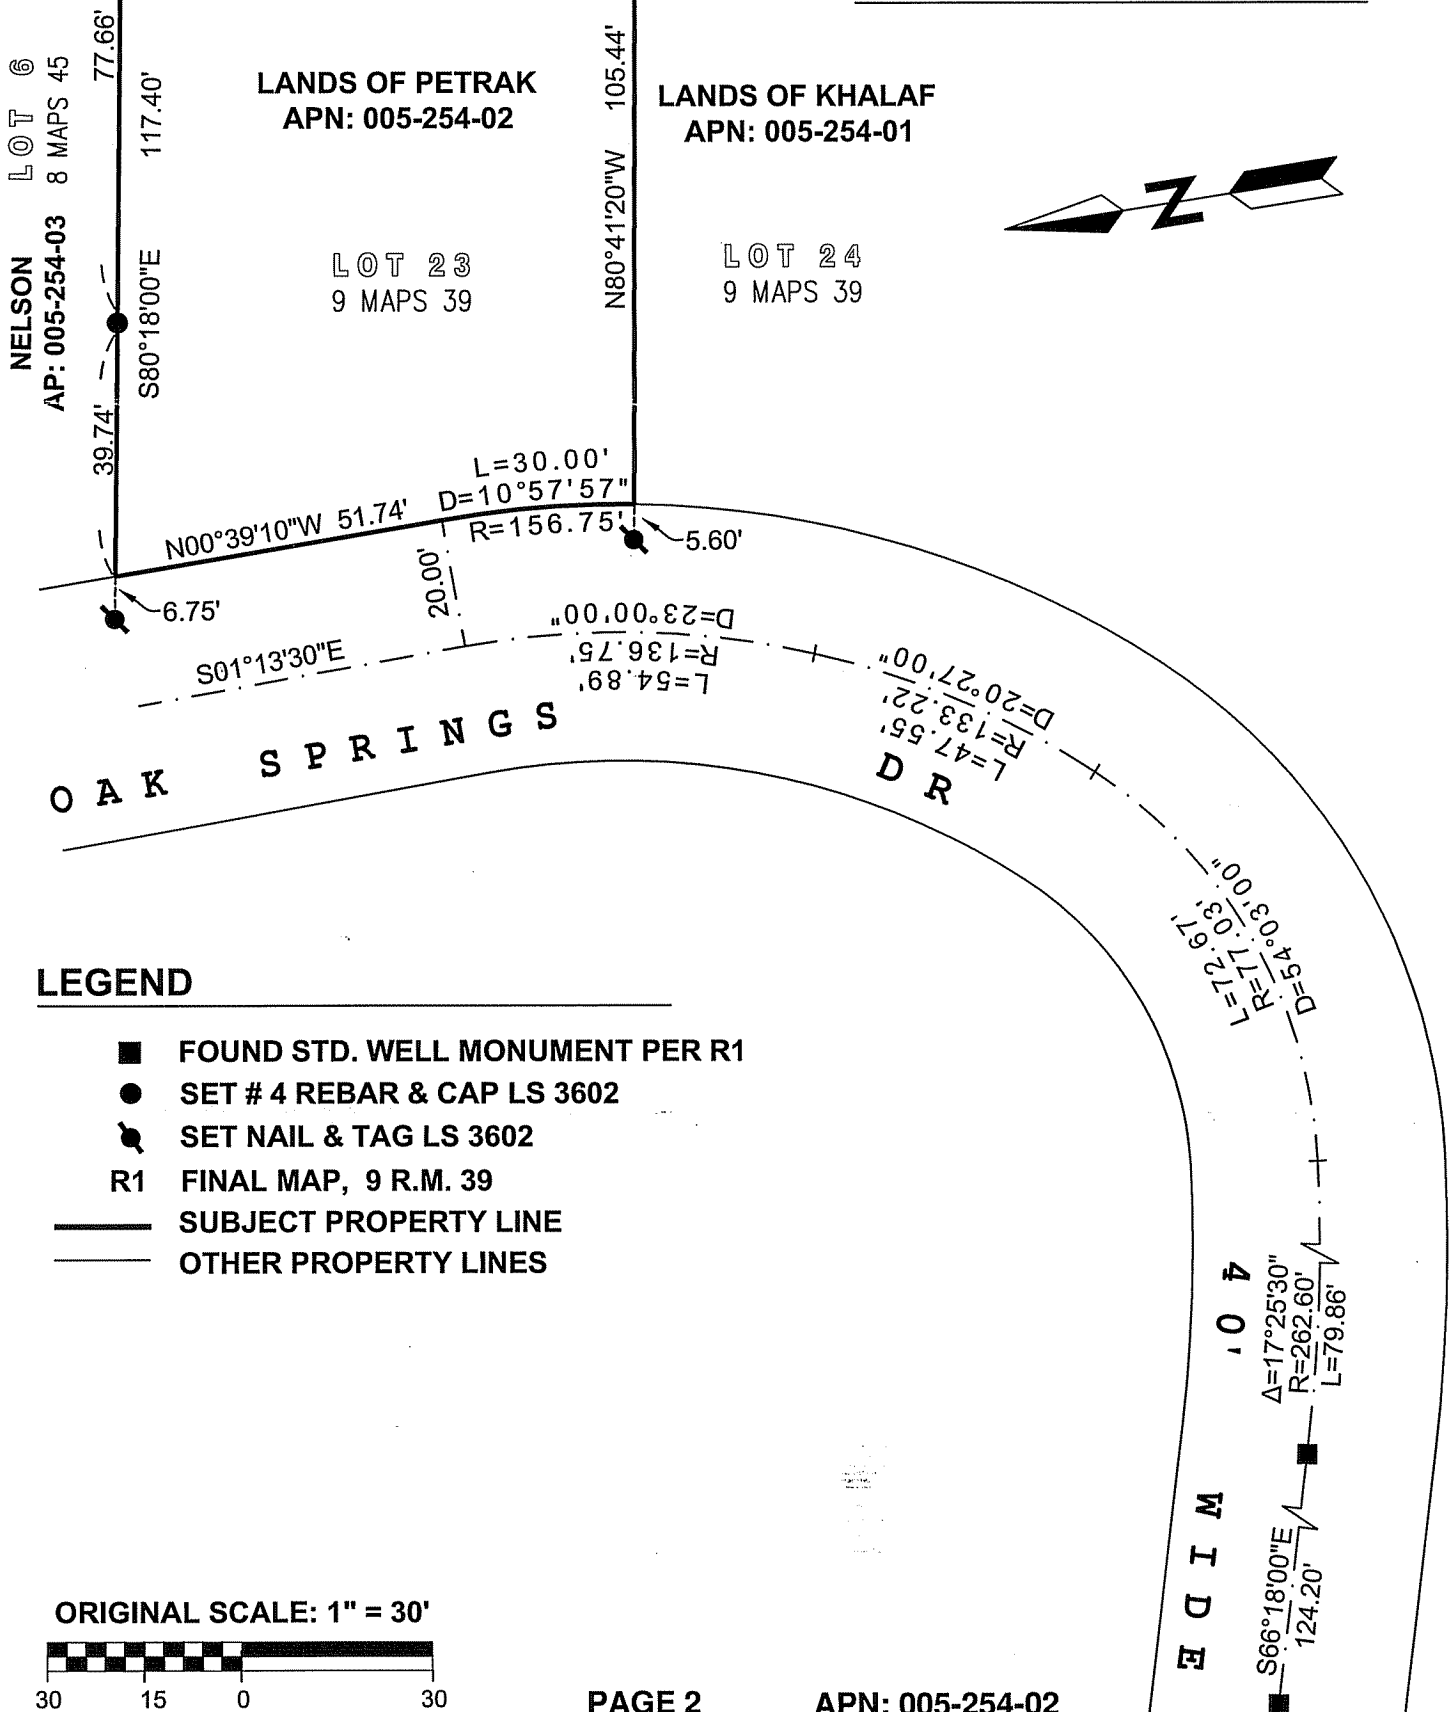 LOT 6
8 MAPS 45
NELSON
AP: 005-254-03
77.66'
117.40'
S80°18'00"E
39.74'
LANDS OF PETRAK
APN: 005-254-02
LOT 23
9 MAPS 39
105.44'
N80°41'20"W
LANDS OF KHALAF
APN: 005-254-01
LOT 24
9 MAPS 39
N
L=30.00'
D=10°57'57"
R=156.75'
N00°39'10"W 51.74'
5.60'
6.75'
20.00'
S01°13'30"E
D=23°00'00"
R=136.75'
L=54.89'
D=20°27'00"
R=133.22'
L=47.55'
OAK SPRINGS DR
L=72.67'
R=77.03'
D=54°03'00"
40' WIDE
Δ=17°25'30"
R=262.60'
L=79.86'
S66°18'00"E
124.20'
LEGEND
FOUND STD. WELL MONUMENT PER R1
SET # 4 REBAR & CAP LS 3602
SET NAIL & TAG LS 3602
R1 FINAL MAP, 9 R.M. 39
SUBJECT PROPERTY LINE
OTHER PROPERTY LINES
ORIGINAL SCALE: 1" = 30'
30 15 0 30
PAGE 2 APN: 005-254-02